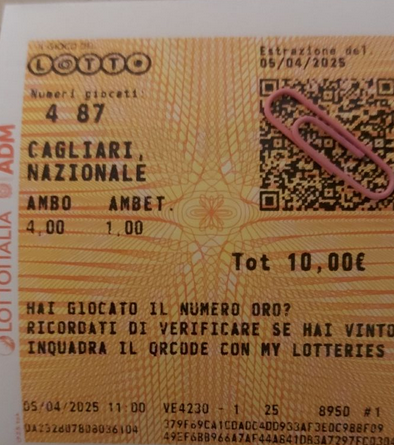 IL GIOCO DEL
LOTTO
Estrazione del
05/04/2025
Numeri giocati:
4 87
CAGLIARI,
NAZIONALE
AMBO AMBET.
4,00 1,00
Tot 10,00€
HAI GIOCATO IL NUMERO ORO?
RICORDATI DI VERIFICARE SE HAI VINTO
INQUADRA IL QRCODE CON MY LOTTERIES
05/04/2025 11:00 VE4230 - 1 25 8950 #1
LOTTOITALIA ADM